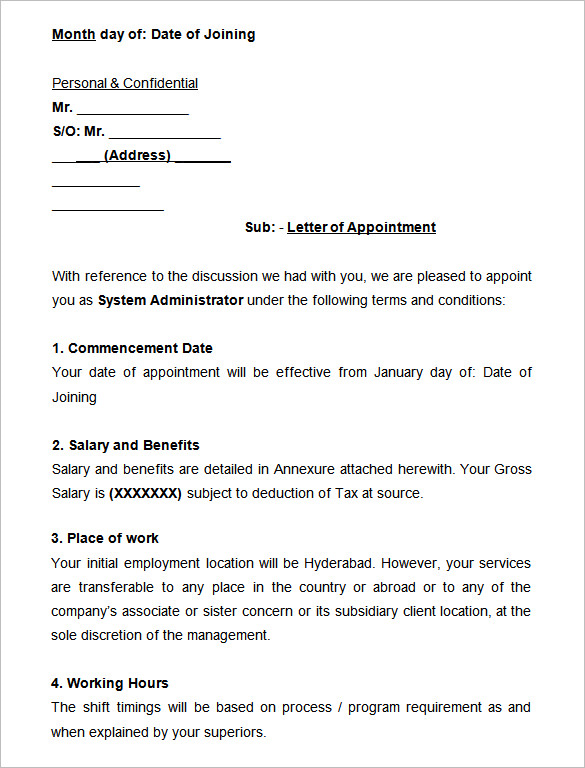 Month day of: Date of Joining
Personal & Confidential
Mr. _______________
S/O: Mr. _______________
_______ (Address) ________
____________
_______________
Sub: - Letter of Appointment
With reference to the discussion we had with you, we are pleased to appoint
you as System Administrator under the following terms and conditions:
1. Commencement Date
Your date of appointment will be effective from January day of: Date of
Joining
2. Salary and Benefits
Salary and benefits are detailed in Annexure attached herewith. Your Gross
Salary is (XXXXXXX) subject to deduction of Tax at source.
3. Place of work
Your initial employment location will be Hyderabad. However, your services
are transferable to any place in the country or abroad or to any of the
company's associate or sister concern or its subsidiary client location, at the
sole discretion of the management.
4. Working Hours
The shift timings will be based on process / program requirement as and
when explained by your superiors.